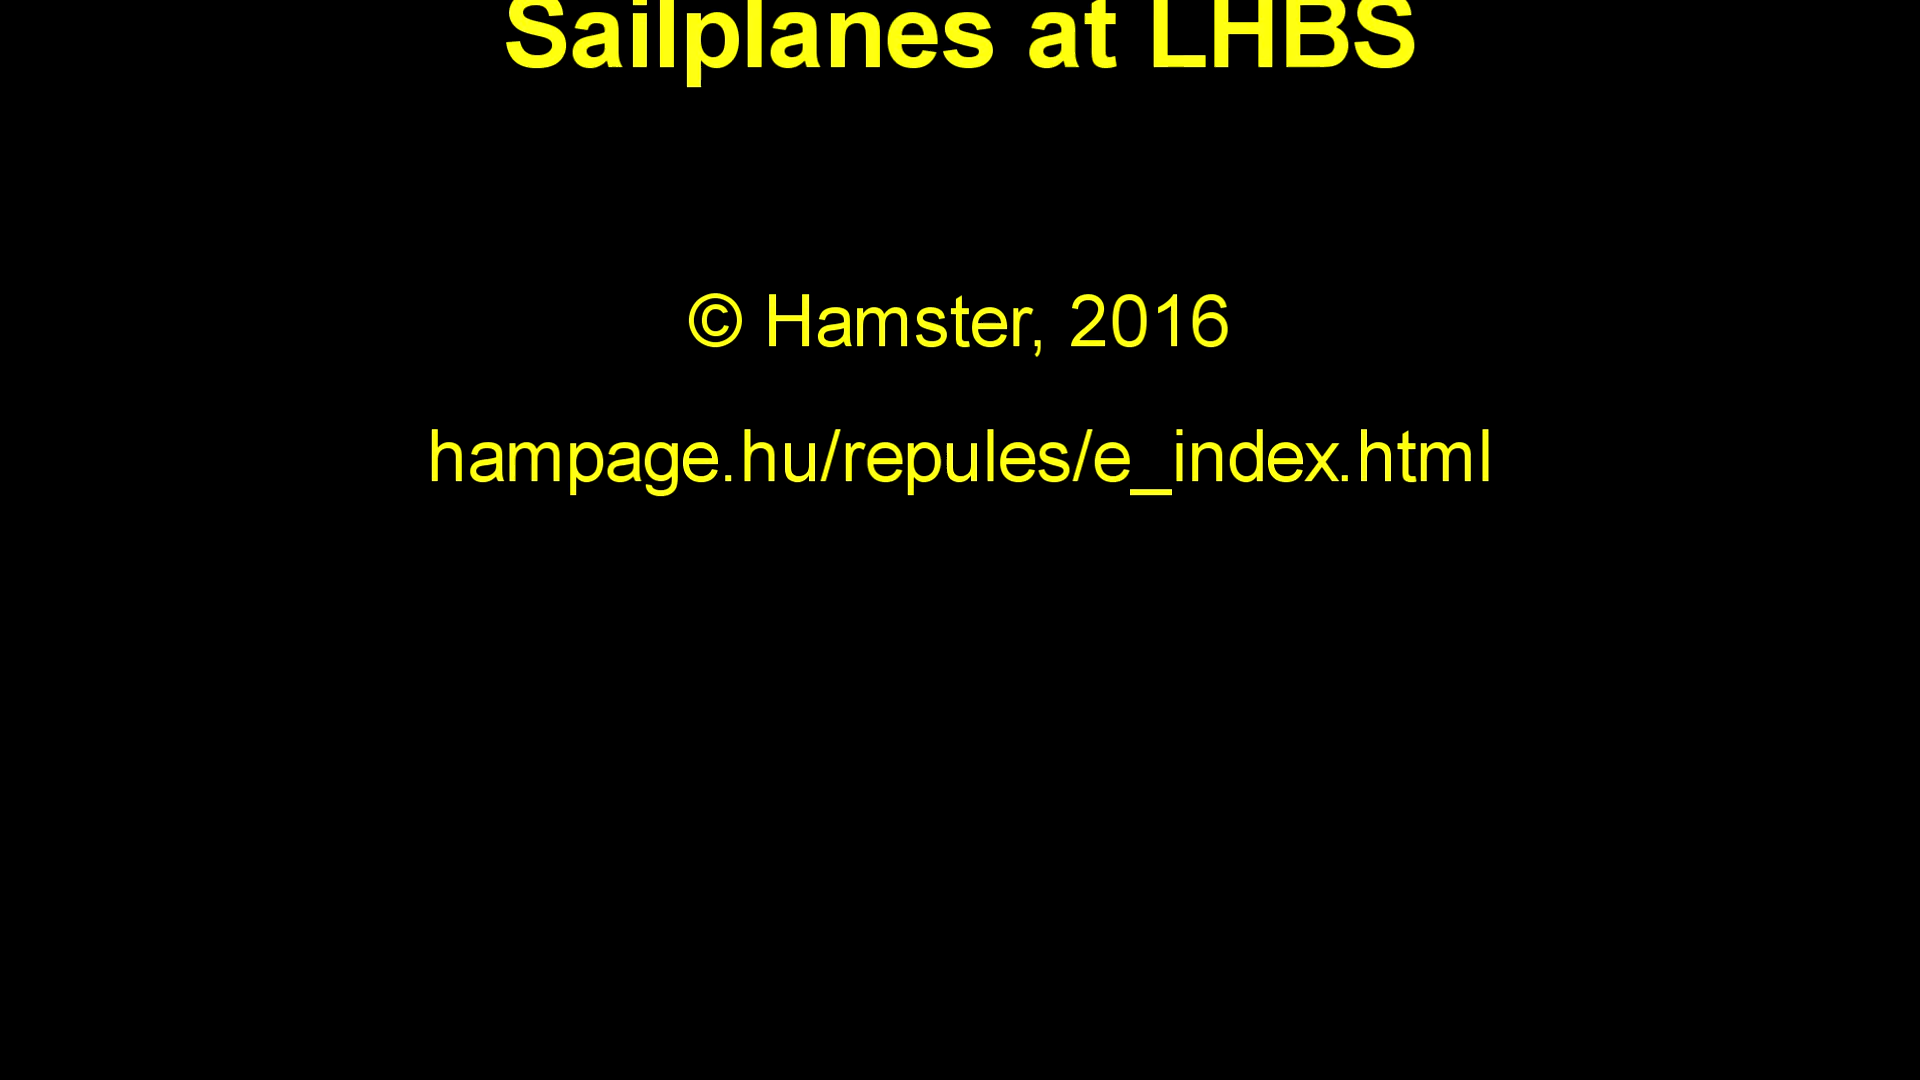 Sailplanes at LHBS
© Hamster, 2016
hampage.hu/repules/e_index.html